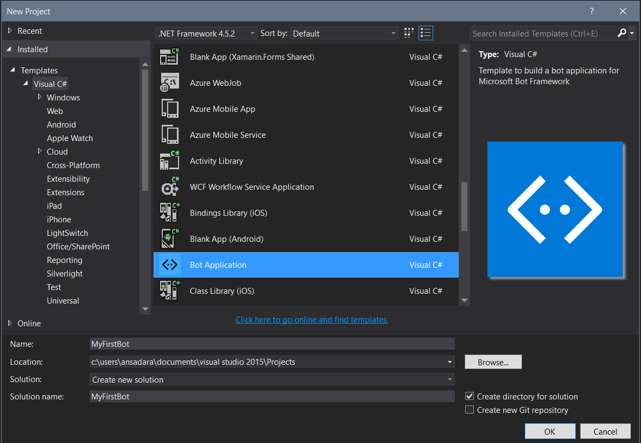 New Project
? ×
Recent
.NET Framework 4.5.2 Sort by: Default
Search Installed Templates (Ctrl+E)
Installed
Templates
Visual C#
Windows
Web
Android
Apple Watch
Cloud
Cross-Platform
Extensibility
Extensions
iPad
iPhone
LightSwitch
Office/SharePoint
Reporting
Silverlight
Test
Universal
Online
Blank App (Xamarin.Forms Shared) Visual C#
Azure WebJob Visual C#
Azure Mobile App Visual C#
Azure Mobile Service Visual C#
Activity Library Visual C#
WCF Workflow Service Application Visual C#
Bindings Library (iOS) Visual C#
Blank App (Android) Visual C#
Bot Application Visual C#
Class Library (iOS) Visual C#
Click here to go online and find templates.
Type: Visual C#
Template to build a bot application for
Microsoft Bot Framework
Name: MyFirstBot
Location: c:\users\ansadara\documents\visual studio 2015\Projects
Browse...
Solution: Create new solution
Solution name: MyFirstBot
Create directory for solution
Create new Git repository
OK Cancel